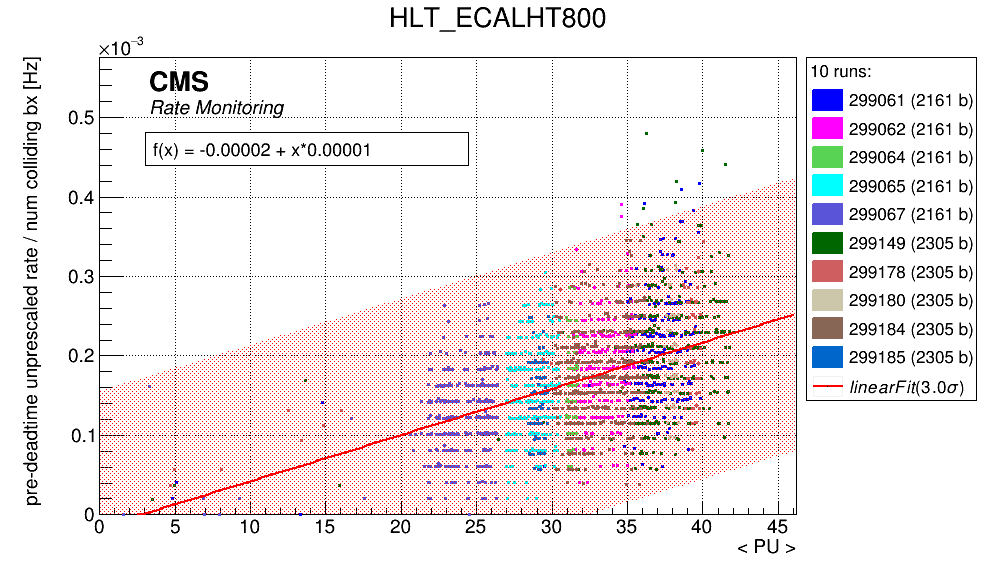 HLT_ECALHT800
×10⁻³
CMS
Rate Monitoring
f(x) = -0.00002 + x*0.00001
pre-deadtime unprescaled rate / num colliding bx [Hz]
0.5
0.4
0.3
0.2
0.1
0
0 5 10 15 20 25 30 35 40 45
< PU >
10 runs:
299061 (2161 b)
299062 (2161 b)
299064 (2161 b)
299065 (2161 b)
299067 (2161 b)
299149 (2305 b)
299178 (2305 b)
299180 (2305 b)
299184 (2305 b)
299185 (2305 b)
linearFit(3.0σ)